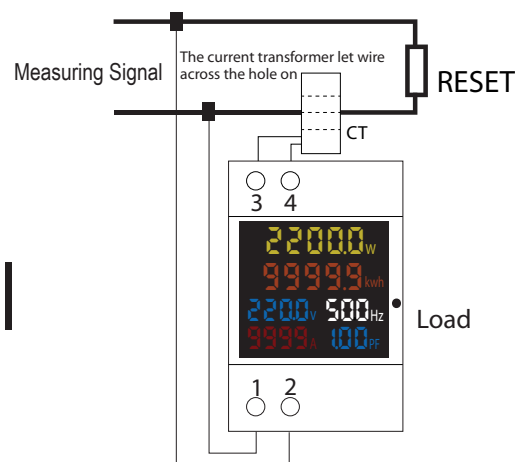 The current transformer let wire
Measuring Signal across the hole on
RESET
CT
3 4
2200.0 W
9999.9 kwh
220.0 V 50.0 Hz
9999 A 1.00 PF
Load
1 2